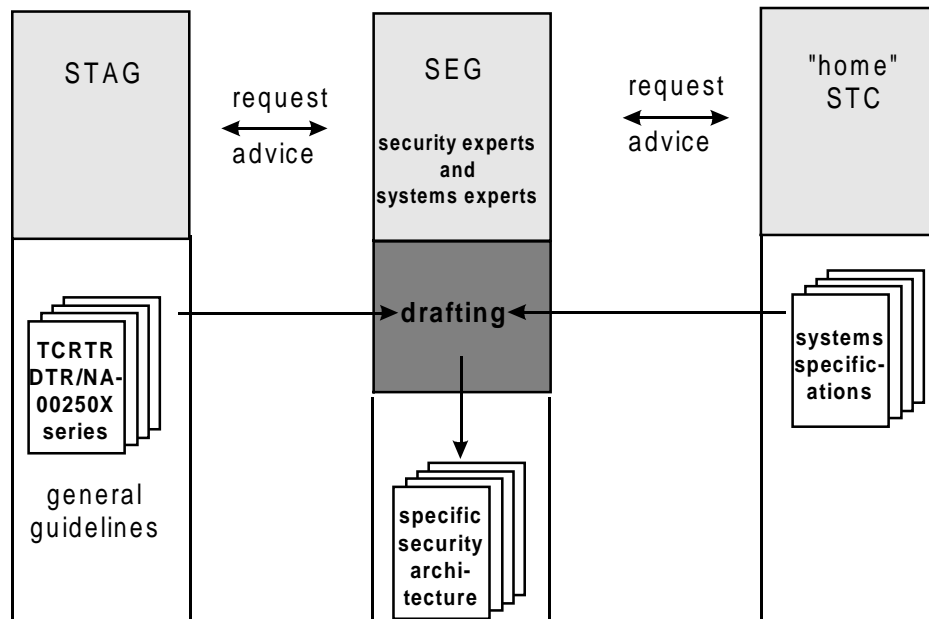 STAG
request
advice
SEG
security experts
and
systems experts
request
advice
"home"
STC
TCRTR
DTR/NA-
00250X
series
general
guidelines
drafting
systems
specific-
ations
specific
security
archi-
tecture